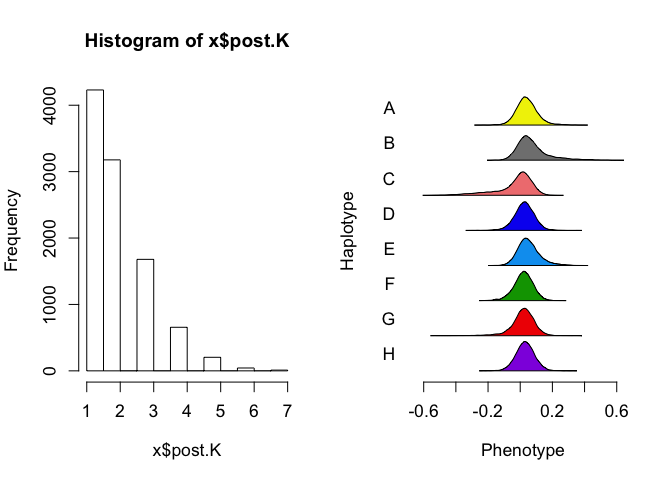 Histogram of x$post.K
Frequency
0 1000 2000 3000 4000
1 2 3 4 5 6 7
x$post.K
Haplotype
A
B
C
D
E
F
G
H
-0.6 -0.2 0.2 0.6
Phenotype